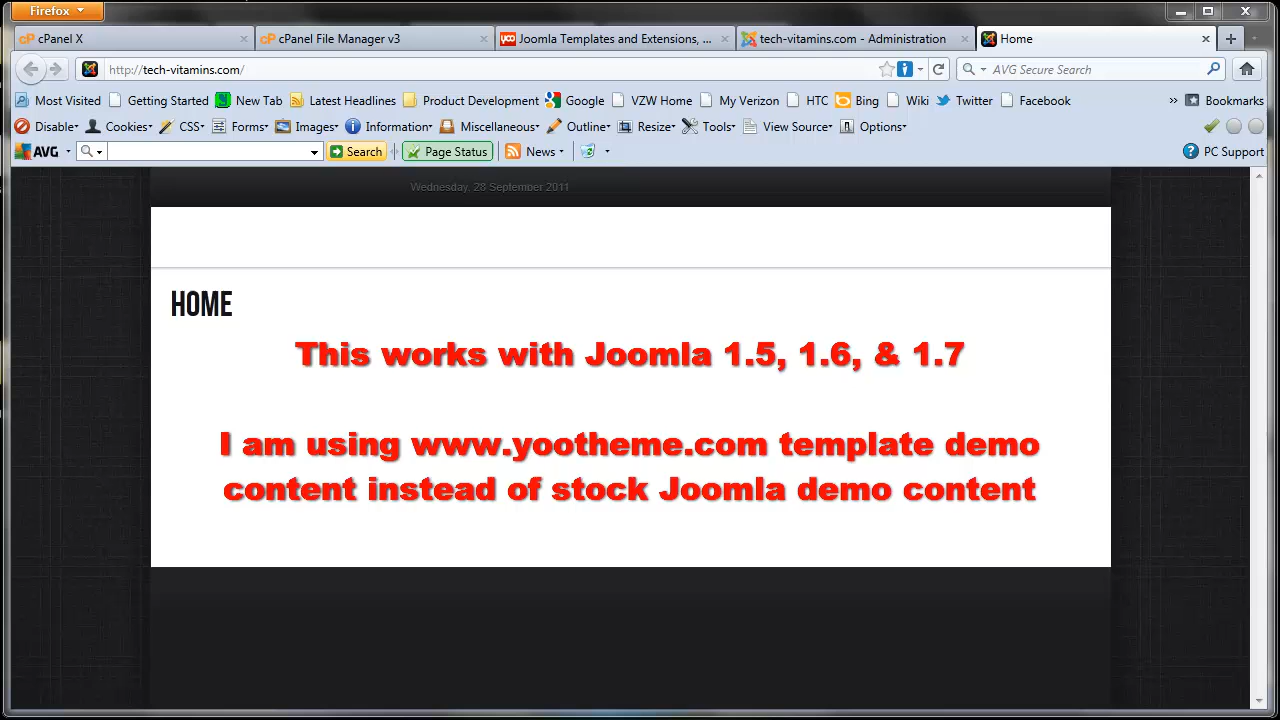 Firefox
cPanel X
cPanel File Manager v3
Joomla Templates and Extensions, ...
tech-vitamins.com - Administration
Home
http://tech-vitamins.com/
AVG Secure Search
Most Visited
Getting Started
New Tab
Latest Headlines
Product Development
Google
VZW Home
My Verizon
HTC
Bing
Wiki
Twitter
Facebook
»
Bookmarks
Disable
Cookies
CSS
Forms
Images
Information
Miscellaneous
Outline
Resize
Tools
View Source
Options
AVG
Search
Page Status
News
PC Support
Wednesday, 28 September 2011
HOME
This works with Joomla 1.5, 1.6, & 1.7
I am using www.yootheme.com template demo
content instead of stock Joomla demo content